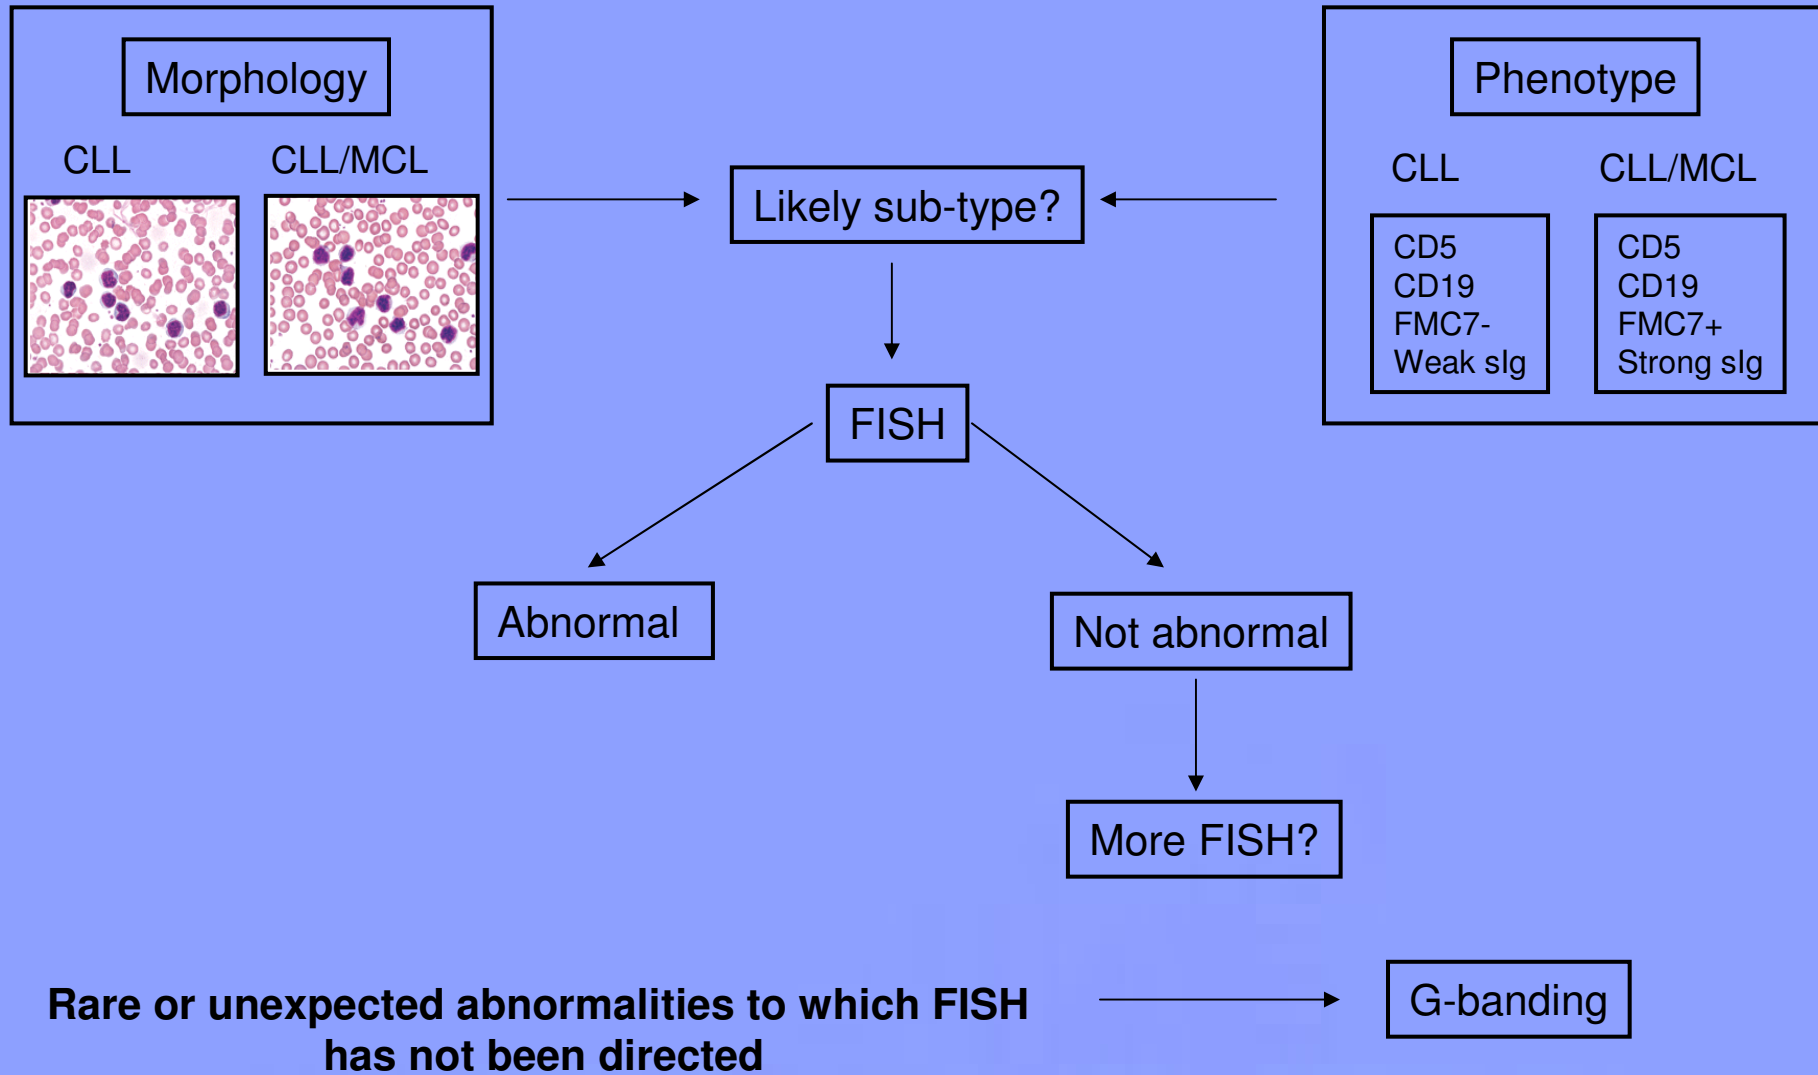 Morphology
CLL
CLL/MCL
Likely sub-type?
Phenotype
CLL
CLL/MCL
CD5
CD19
FMC7-
Weak sIg
CD5
CD19
FMC7+
Strong sIg
FISH
Abnormal
Not abnormal
More FISH?
Rare or unexpected abnormalities to which FISH
has not been directed
G-banding